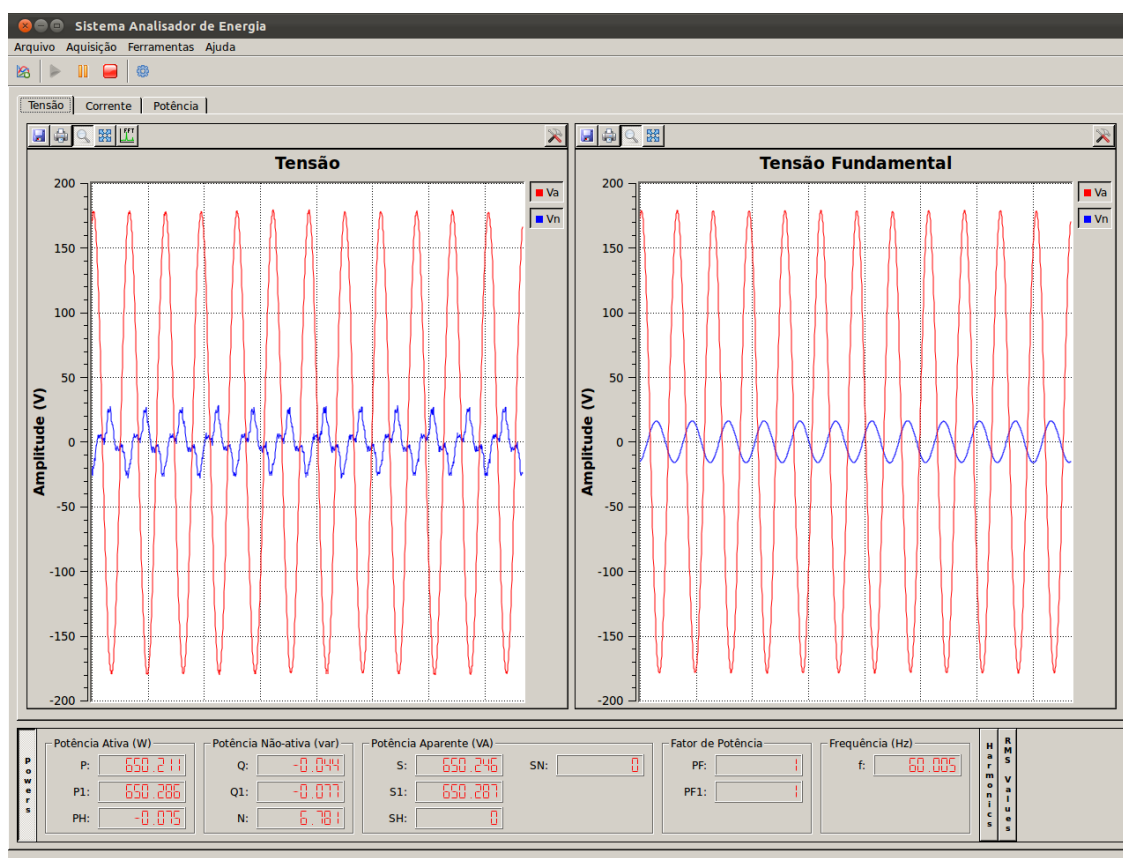 Sistema Analisador de Energia
Arquivo Aquisição Ferramentas Ajuda
Tensão Corrente Potência
FFT
Tensão
200
150
100
50
0
-50
-100
-150
-200
Amplitude (V)
Va
Vn
Tensão Fundamental
200
150
100
50
0
-50
-100
-150
-200
Amplitude (V)
Va
Vn
Powers
Potência Ativa (W)
P: 650.211
P1: 650.286
PH: -0.075
Potência Não-ativa (var)
Q: -0.044
Q1: -0.077
N: 6.781
Potência Aparente (VA)
S: 650.246 SN: 0
S1: 650.287
SH: 0
Fator de Potência
PF: 1
PF1: 1
Frequência (Hz)
f: 60.005
Harmonics
RMS Values